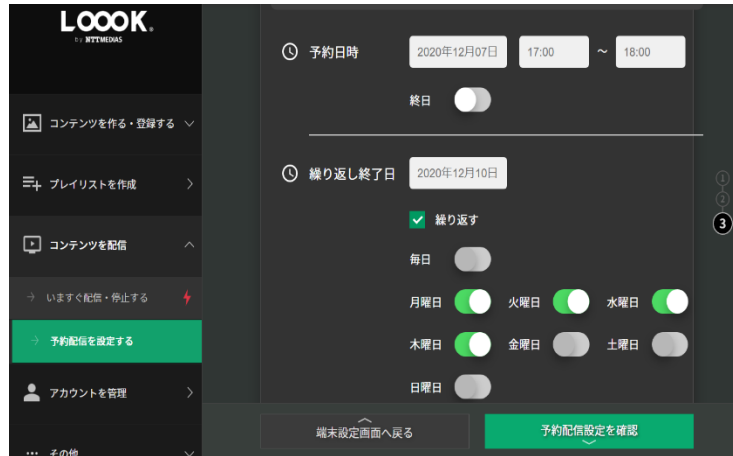 LOOOK.
BY NTTMEDIAS
コンテンツを作る・登録する
プレイリストを作成
コンテンツを配信
いますぐ配信・停止する
予約配信を設定する
アカウントを管理
その他
予約日時 2020年12月07日 17:00 ～ 18:00
終日
繰り返し終了日 2020年12月10日
繰り返す
毎日
月曜日 火曜日 水曜日
木曜日 金曜日 土曜日
日曜日
1
2
3
端末設定画面へ戻る
予約配信設定を確認